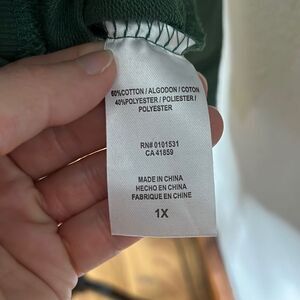 60%COTTON / ALGODON / COTON
40%POLYESTER / POLIESTER /
POLYESTER
RN# 0101531
CA 41859
MADE IN CHINA
HECHO EN CHINA
FABRIQUE EN CHINE
1X